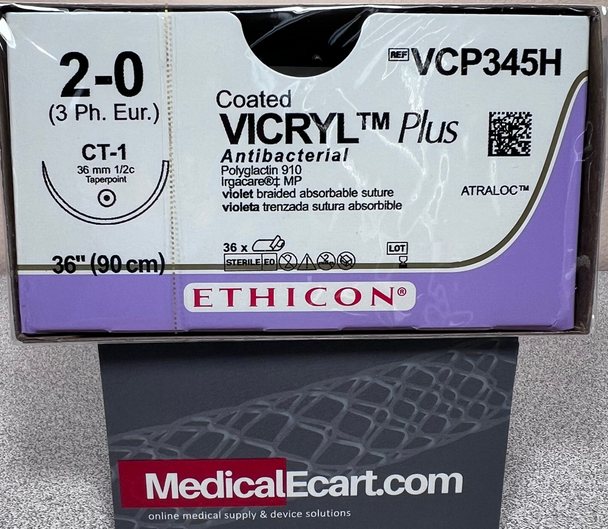 2-0
(3 Ph. Eur.)
CT-1
36 mm 1/2c
Taperpoint
36" (90 cm)
REF VCP345H
Coated
VICRYL™ Plus
Antibacterial
Polyglactin 910
Irgacare®‡ MP
violet braided absorbable suture
violeta trenzada sutura absorbible
ATRALOC™
36 x
STERILE EO
LOT
ETHICON®
MedicalEcart.com
online medical supply & device solutions